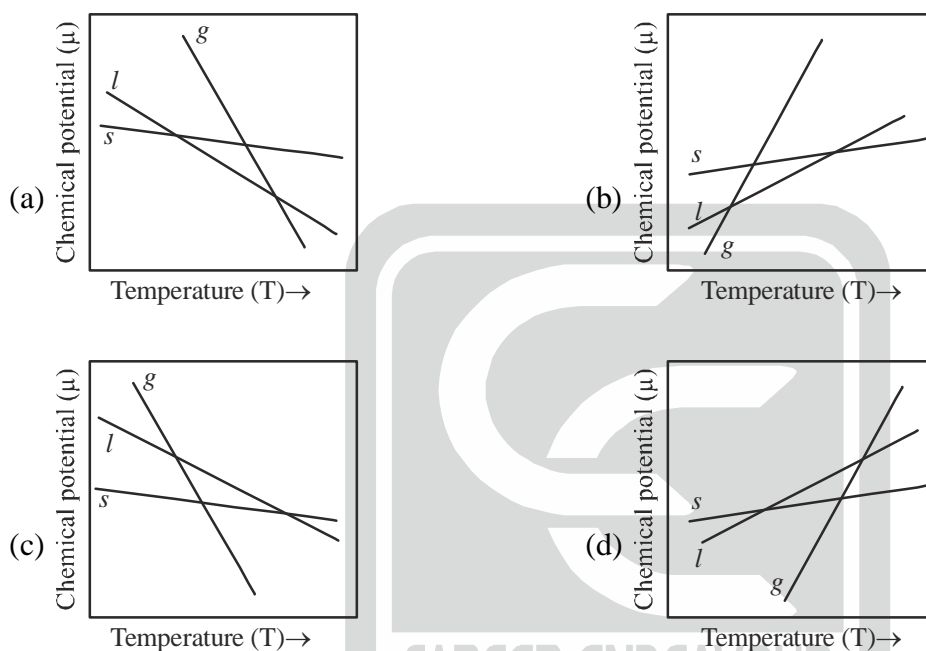 (a)
Chemical potential (μ)
g
l
s
Temperature (T)→
(b)
Chemical potential (μ)
s
l
g
Temperature (T)→
(c)
Chemical potential (μ)
g
l
s
Temperature (T)→
(d)
Chemical potential (μ)
s
l
g
Temperature (T)→